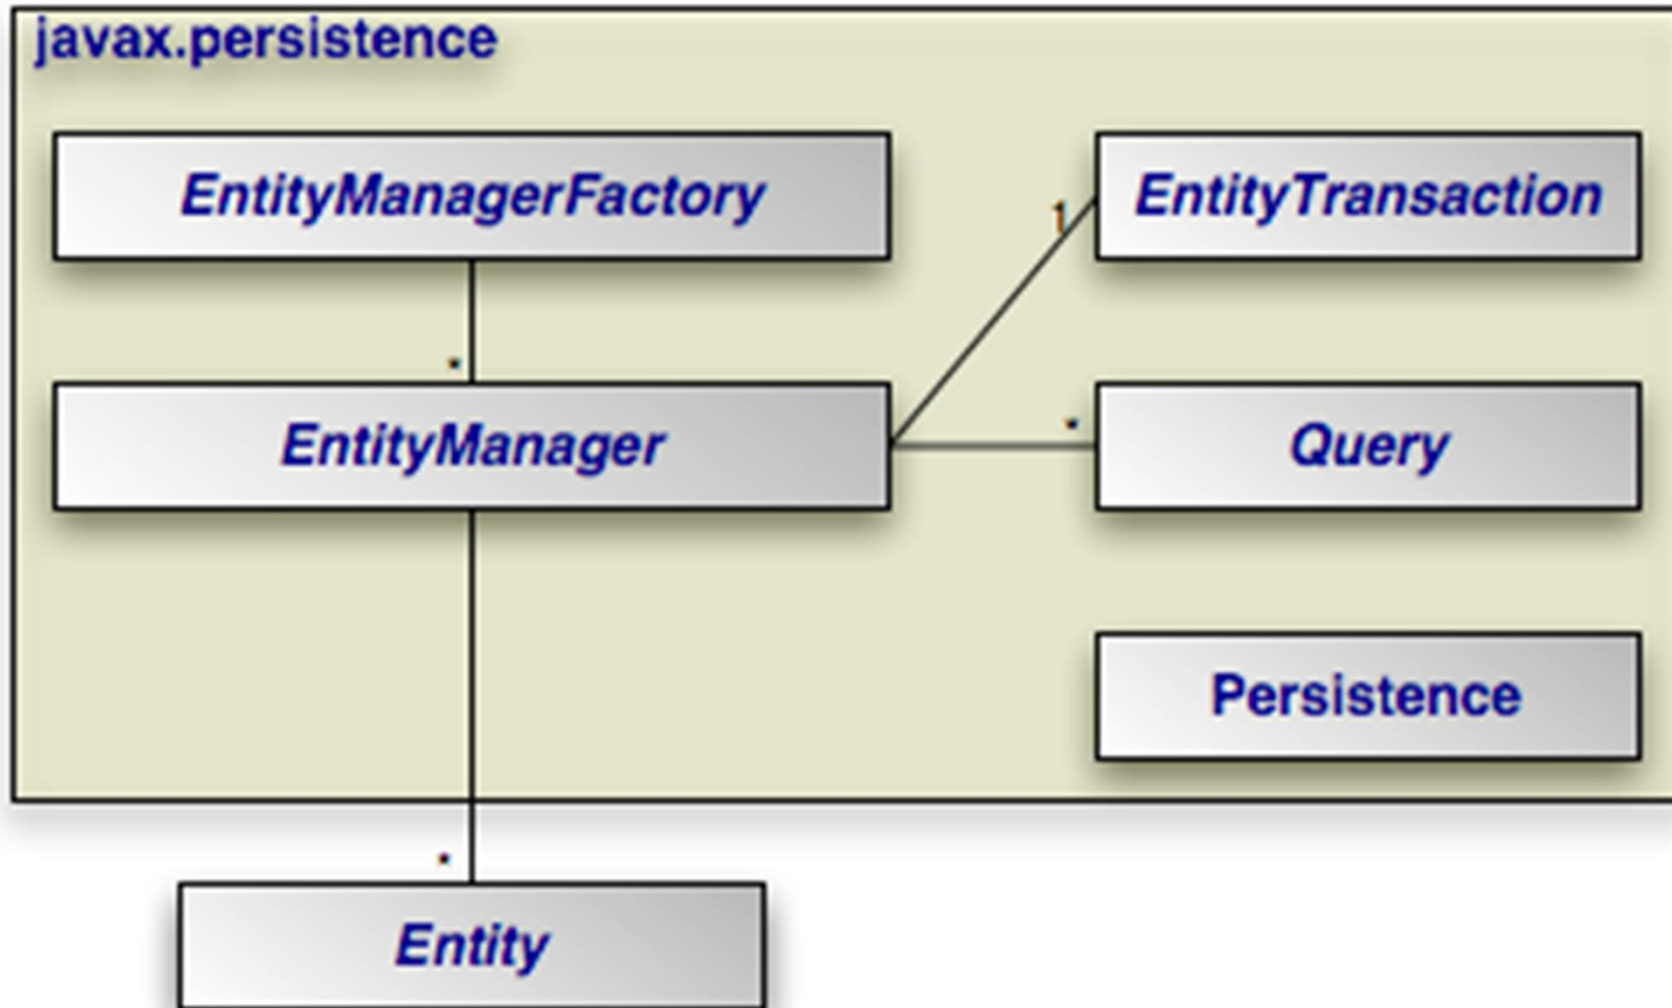 javax.persistence
EntityManagerFactory
EntityTransaction
1
*
EntityManager
*
Query
Persistence
*
Entity